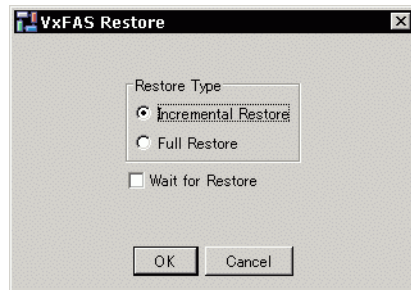 VxFAS Restore
Restore Type
Incremental Restore
Full Restore
Wait for Restore
OK Cancel